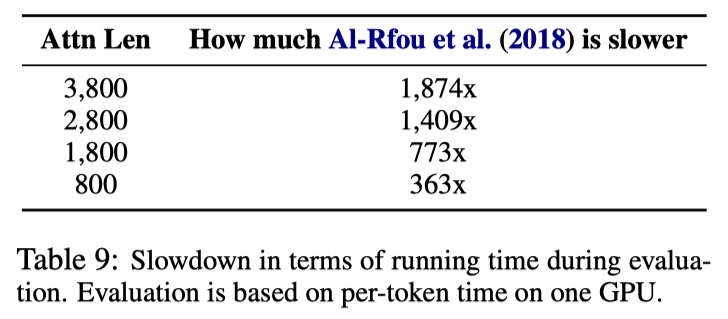 Attn Len How much Al-Rfou et al. (2018) is slower
3,800 1,874x
2,800 1,409x
1,800 773x
800 363x
Table 9: Slowdown in terms of running time during evalua-
tion. Evaluation is based on per-token time on one GPU.